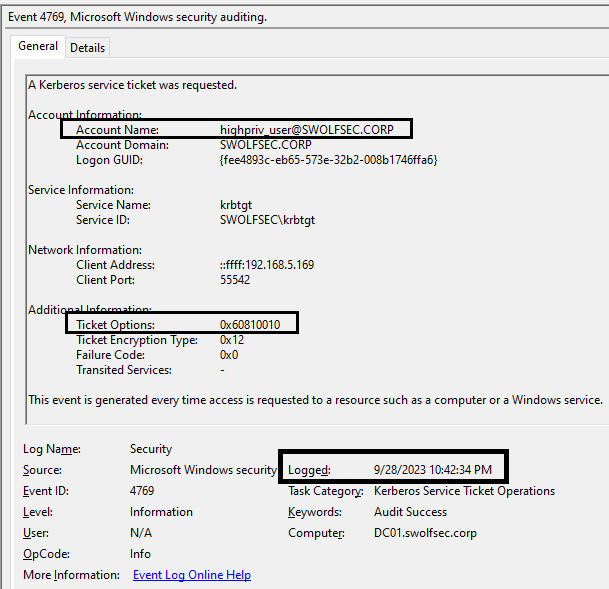 Event 4769, Microsoft Windows security auditing.
General Details
A Kerberos service ticket was requested.
Account Information:
Account Name: highpriv_user@SWOLFSEC.CORP
Account Domain: SWOLFSEC.CORP
Logon GUID: {fee4893c-eb65-573e-32b2-008b1746ffa6}
Service Information:
Service Name: krbtgt
Service ID: SWOLFSEC\krbtgt
Network Information:
Client Address: ::ffff:192.168.5.169
Client Port: 55542
Additional Information:
Ticket Options: 0x60810010
Ticket Encryption Type: 0x12
Failure Code: 0x0
Transited Services: -
This event is generated every time access is requested to a resource such as a computer or a Windows service.
Log Name: Security
Source: Microsoft Windows security Logged: 9/28/2023 10:42:34 PM
Event ID: 4769 Task Category: Kerberos Service Ticket Operations
Level: Information Keywords: Audit Success
User: N/A Computer: DC01.swolfsec.corp
OpCode: Info
More Information: Event Log Online Help